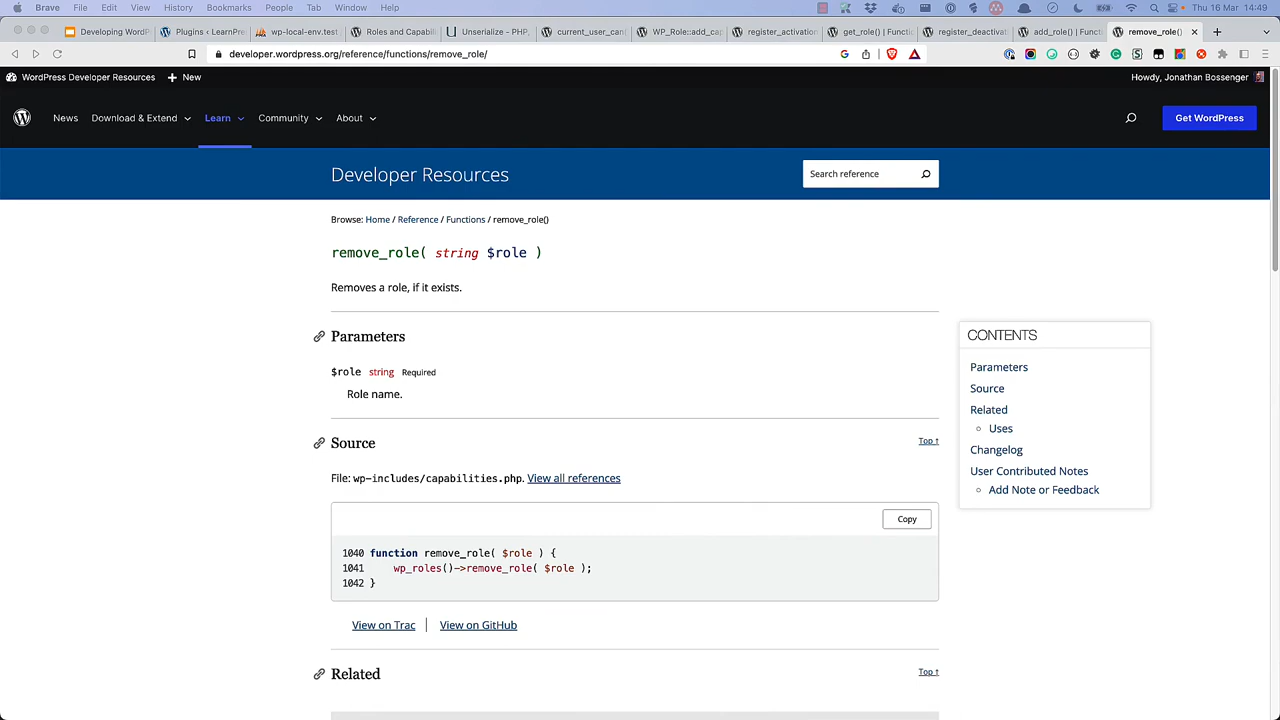 Brave File Edit View History Bookmarks People Tab Window Help Thu 16 Mar 14:49
Developing WordP Plugins < LearnPre wp-local-env.test Roles and Capabili Unserialize - PHP, current_user_can WP_Role::add_cap register_activation get_role() | Functi register_deactivat add_role() | Functi remove_role()
developer.wordpress.org/reference/functions/remove_role/
WordPress Developer Resources New Howdy, Jonathan Bossenger
News Download & Extend Learn Community About Get WordPress
Developer Resources Search reference
Browse: Home / Reference / Functions / remove_role()
remove_role( string $role )
Removes a role, if it exists.
Parameters
$role string Required
Role name.
Source Top ↑
File: wp-includes/capabilities.php. View all references
Copy
1040 function remove_role( $role ) {
1041 wp_roles()->remove_role( $role );
1042 }
View on Trac View on GitHub
Related Top ↑
CONTENTS
Parameters
Source
Related
Uses
Changelog
User Contributed Notes
Add Note or Feedback